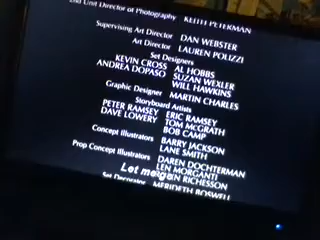 2nd Unit Director of Photography KEITH PETERMAN
Supervising Art Director DAN WEBSTER
Art Director LAUREN POLIZZI
Set Designers
KEVIN CROSS AL HOBBS
ANDREA DOPASO SUZAN WEXLER
WILL HAWKINS
Graphic Designer MARTIN CHARLES
Storyboard Artists
PETER RAMSEY ERIC RAMSEY
DAVE LOWERY TOM McGRATH
BOB CAMP
Concept Illustrators BARRY JACKSON
LANE SMITH
Prop Concept Illustrators DAREN DOCHTERMAN
LEN MORGANTI
RICHESSON
Let me go
Set Decorator MERIDETH BOSWELL